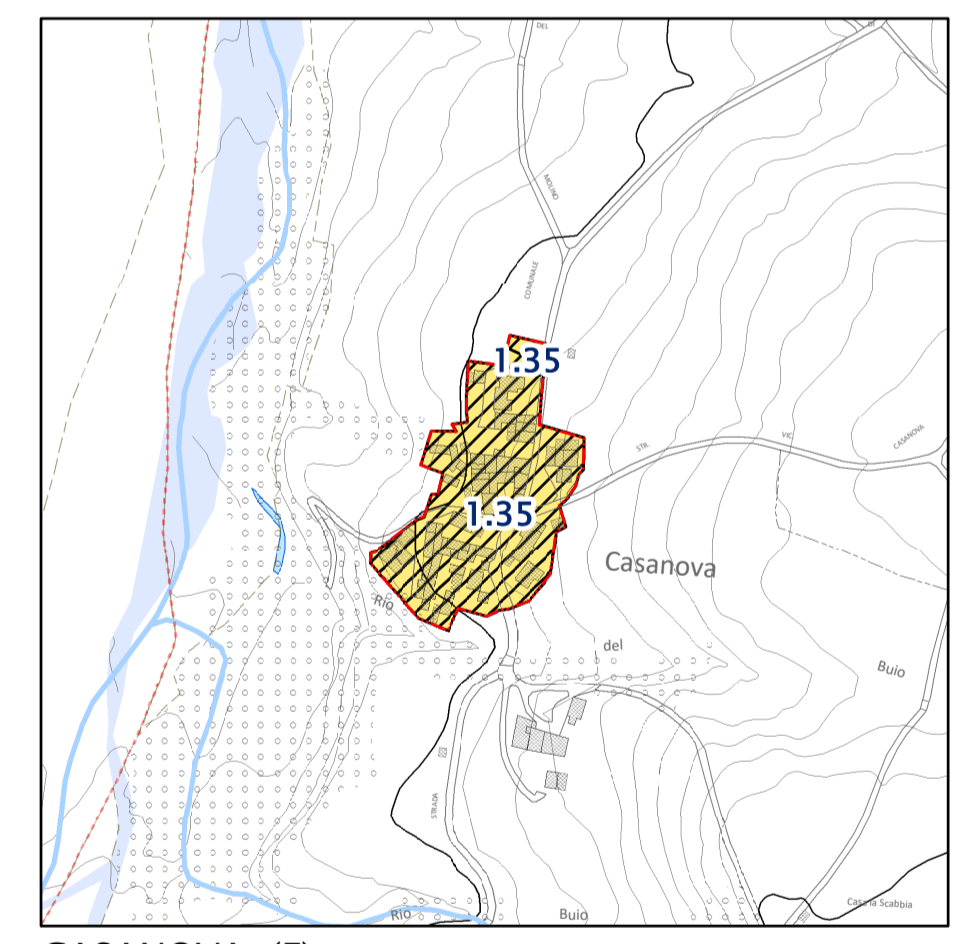 DEL
DI
MOLINO
COMUNALE
1.35
STR.
VIC.
CASANOVA
1.35
Casanova
Rio
del
Buio
STRADA
Casa la Scabbia
Rio
Buio